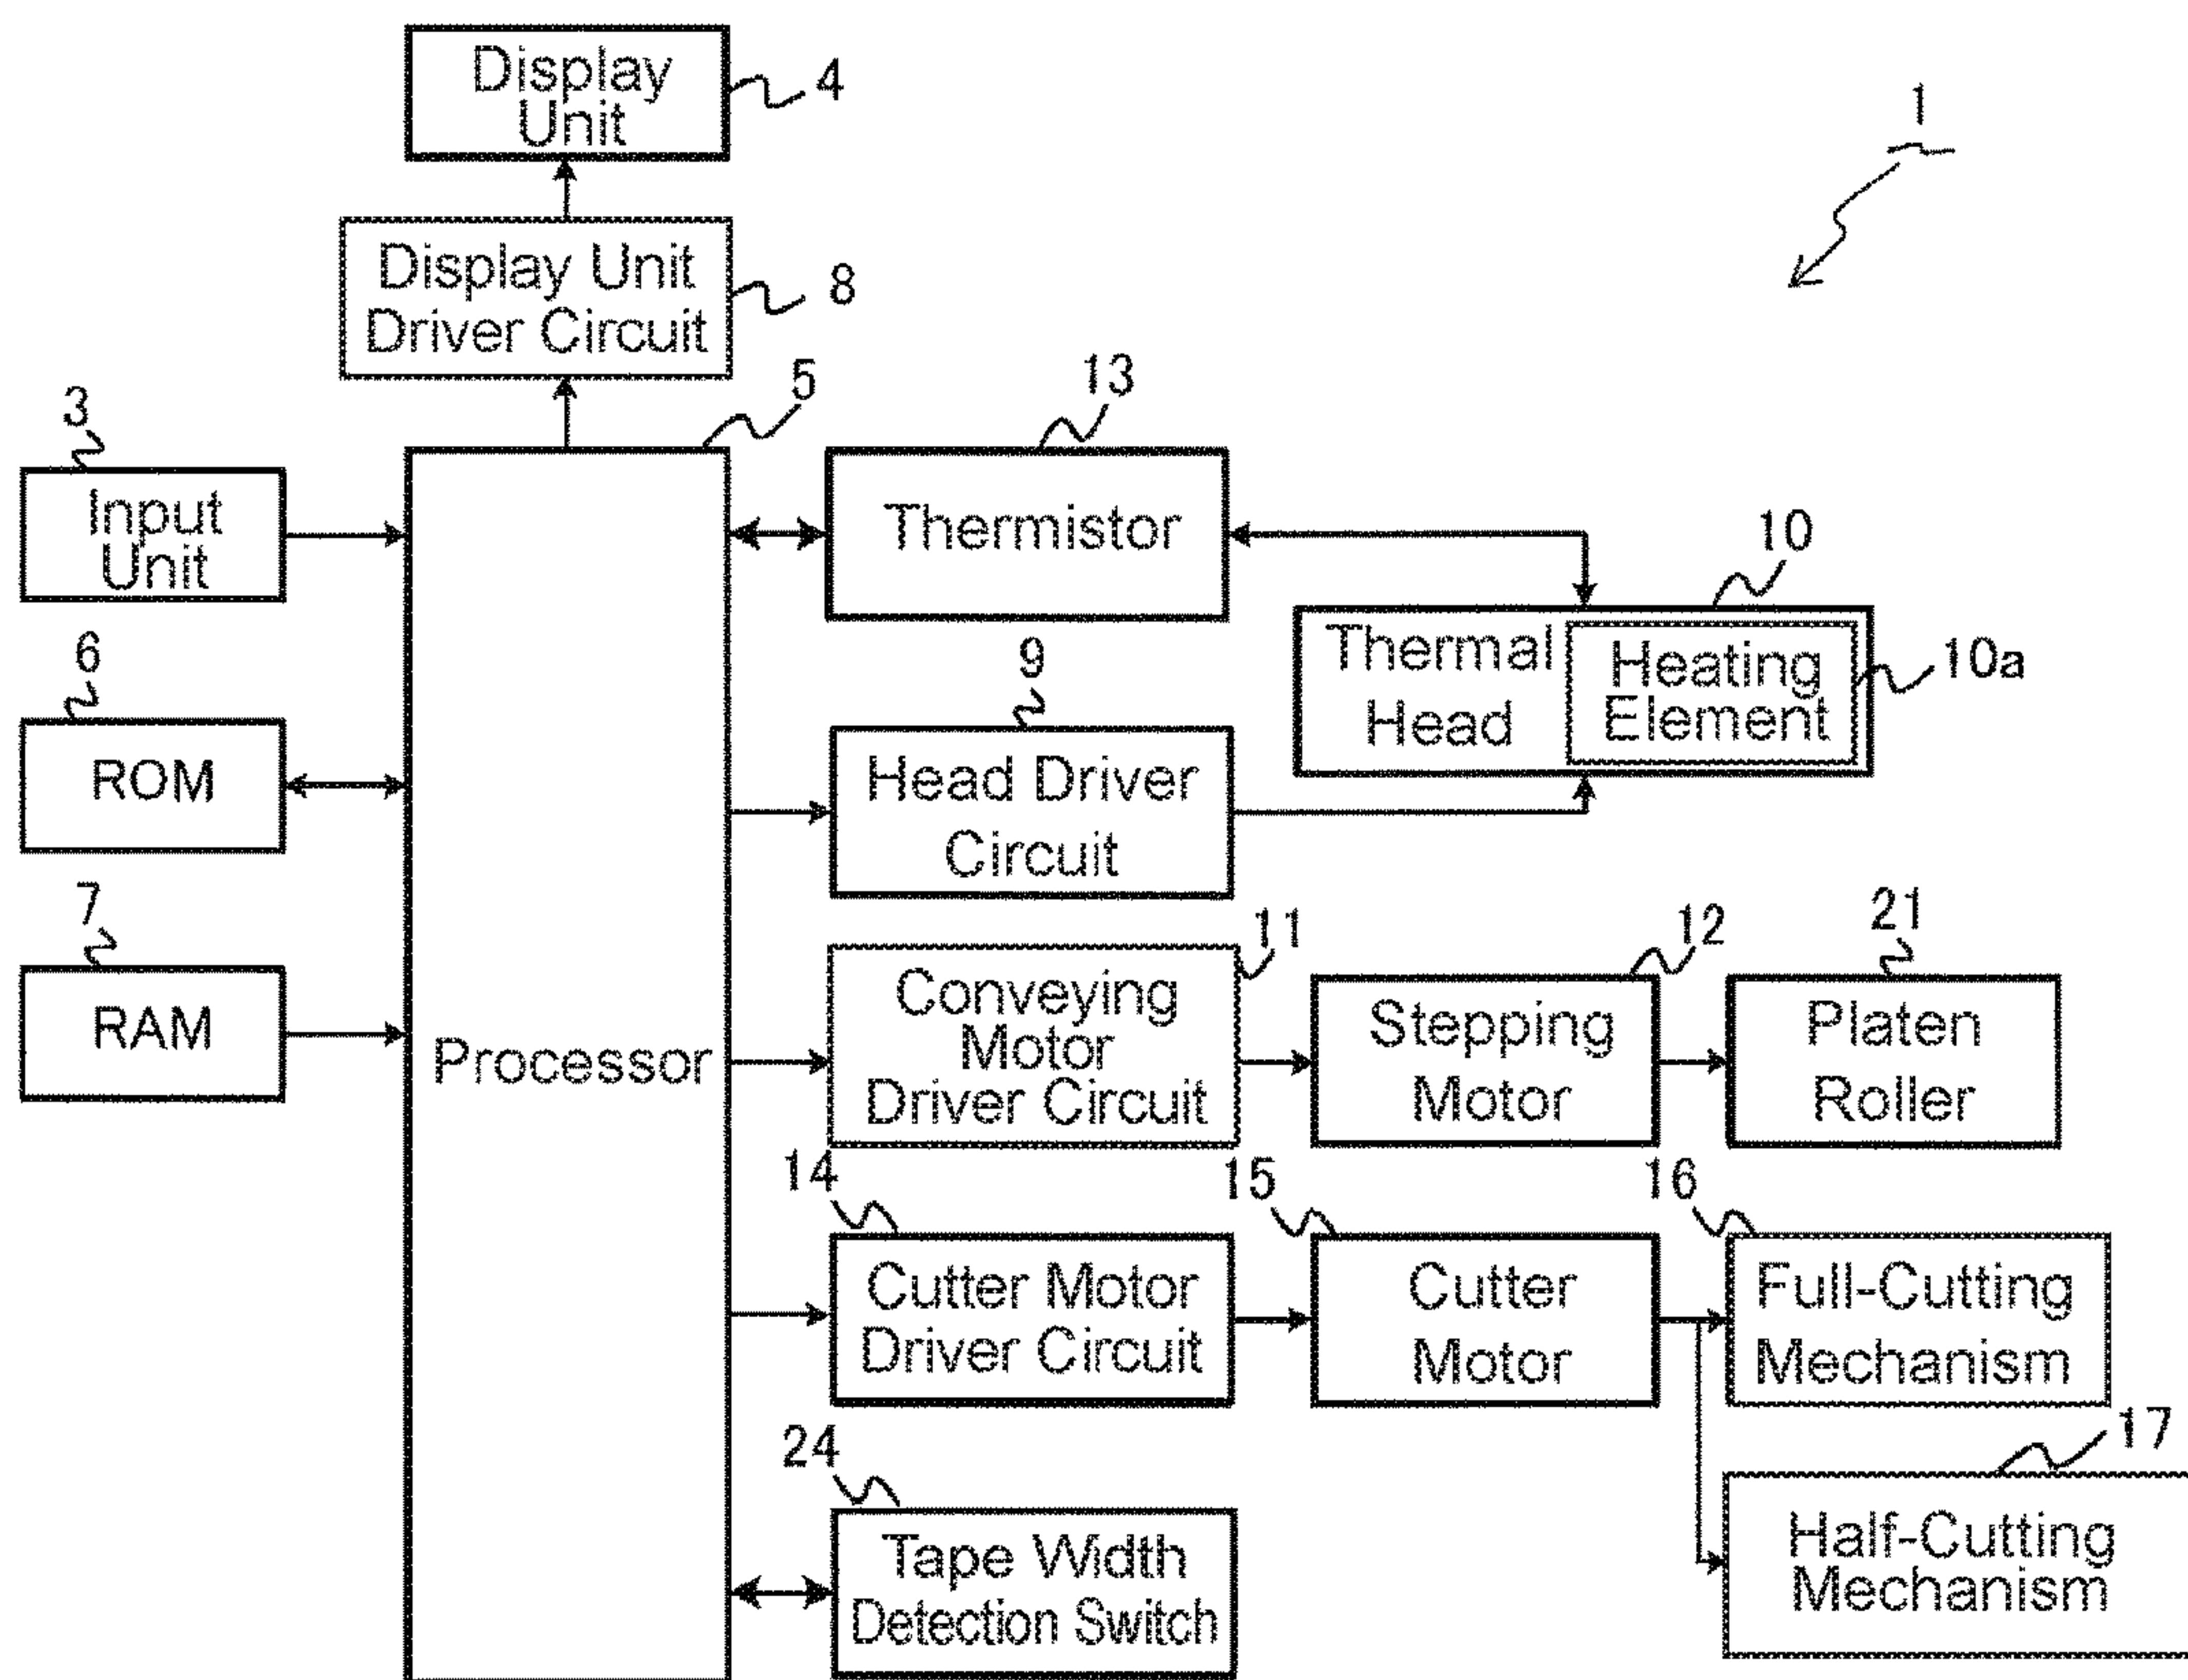 Display
Unit
4
1
Display Unit
Driver Circuit
8
5
13
3
Input
Unit
Thermistor
10
Thermal
Head
Heating
Element
10a
6
ROM
9
Head Driver
Circuit
7
RAM
Processor
11
Conveying
Motor
Driver Circuit
12
Stepping
Motor
21
Platen
Roller
14
Cutter Motor
Driver Circuit
15
Cutter
Motor
16
Full-Cutting
Mechanism
17
Half-Cutting
Mechanism
24
Tape Width
Detection Switch